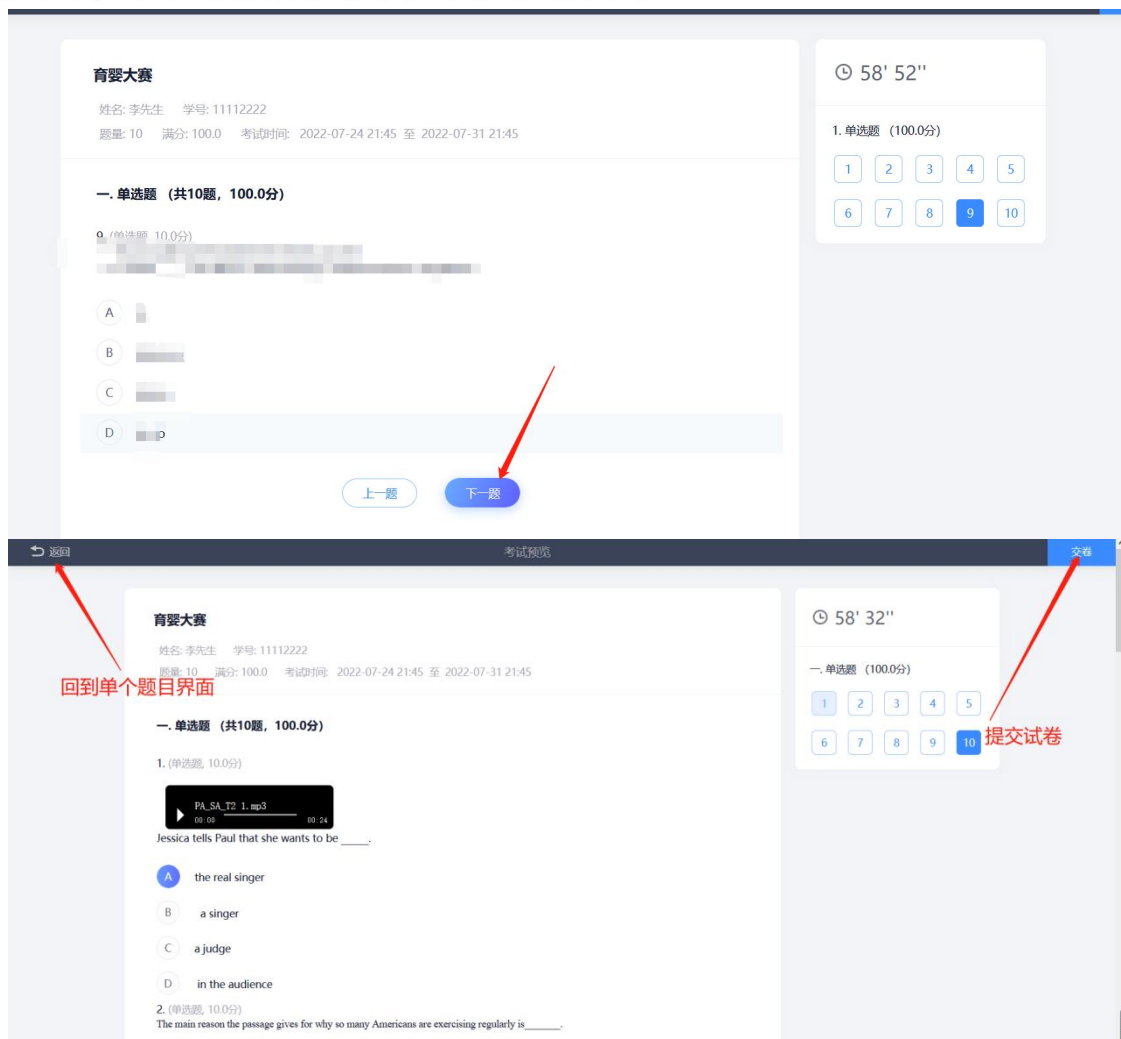 育婴大赛
58' 52''
姓名: 李先生 学号: 11112222
题量: 10 满分: 100.0 考试时间: 2022-07-24 21:45 至 2022-07-31 21:45
1. 单选题 (100.0分)
1 2 3 4 5
一. 单选题 (共10题, 100.0分)
6 7 8 9 10
9. (单选题, 10.0分)
A
B
C
D
上一题 下一题
返回 考试预览 交卷
育婴大赛
58' 32''
姓名: 李先生 学号: 11112222
题量: 10 满分: 100.0 考试时间: 2022-07-24 21:45 至 2022-07-31 21:45
一. 单选题 (100.0分)
回到单个题目界面
1 2 3 4 5
一. 单选题 (共10题, 100.0分)
6 7 8 9 10
提交试卷
1. (单选题, 10.0分)
PA_SA_T2 1.mp3
00:00 00:24
Jessica tells Paul that she wants to be _____.
A the real singer
B a singer
C a judge
D in the audience
2. (单选题, 10.0分)
The main reason the passage gives for why so many Americans are exercising regularly is______.